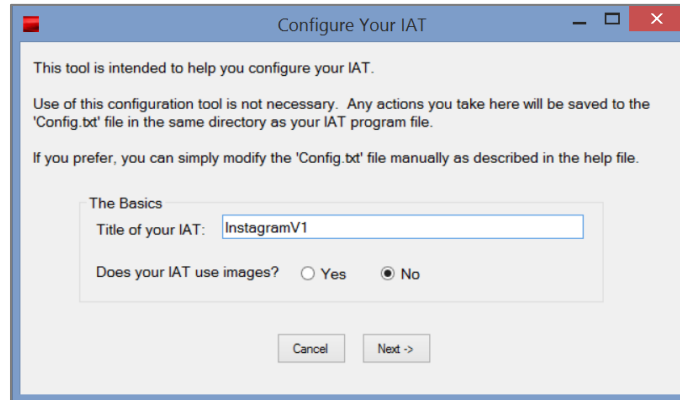 Configure Your IAT
This tool is intended to help you configure your IAT.
Use of this configuration tool is not necessary.  Any actions you take here will be saved to the
'Config.txt' file in the same directory as your IAT program file.
If you prefer, you can simply modify the 'Config.txt' file manually as described in the help file.
The Basics
Title of your IAT: InstagramV1
Does your IAT use images? Yes No
Cancel Next ->